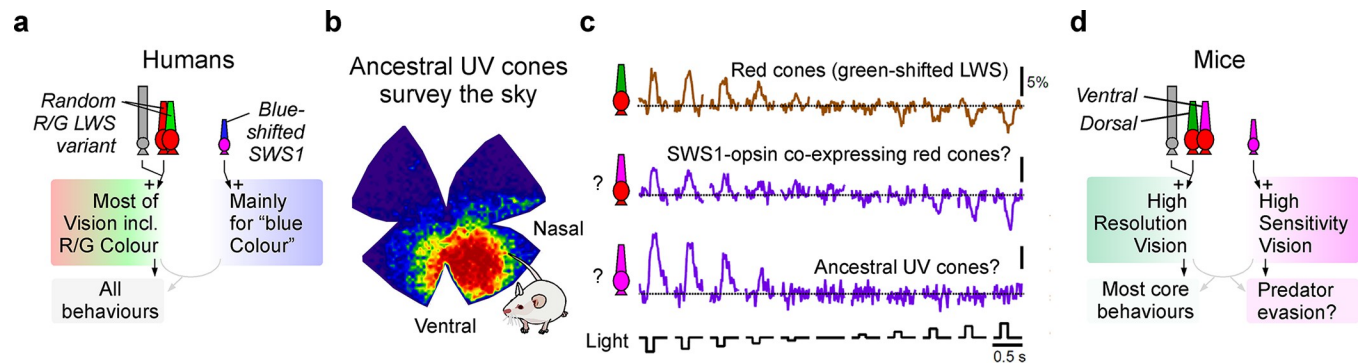 a
Humans
Random
R/G LWS
variant
Blue-
shifted
SWS1
+
+
Most of
Vision incl.
R/G Colour
Mainly
for “blue
Colour”
All
behaviours
b
Ancestral UV cones
survey the sky
Nasal
Ventral
c
Red cones (green-shifted LWS)
5%
SWS1-opsin co-expressing red cones?
?
Ancestral UV cones?
?
Light
0.5 s
d
Mice
Ventral
Dorsal
+
+
High
Resolution
Vision
High
Sensitivity
Vision
Most core
behaviours
Predator
evasion?